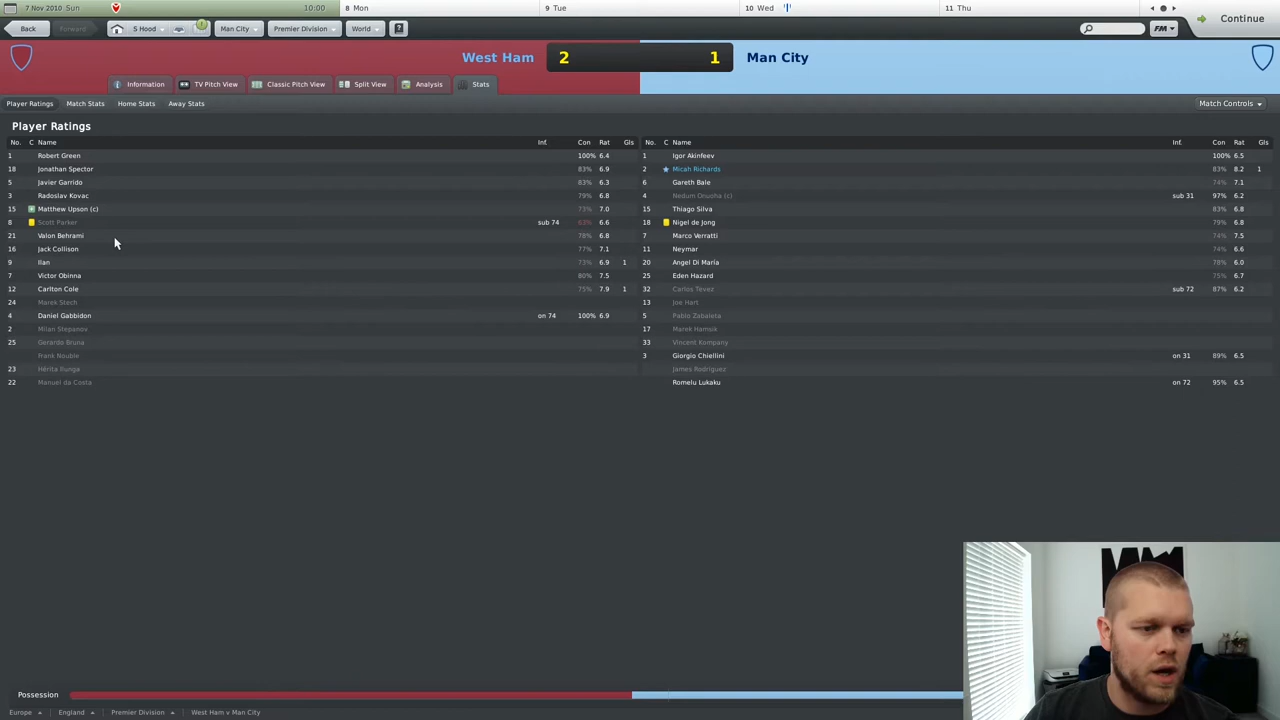 7 Nov 2010 Sun 10:00 8 Mon 9 Tue 10 Wed 11 Thu
Back Forward S Hood Man City Premier Division World FM Continue
West Ham 2 1 Man City
Information TV Pitch View Classic Pitch View Split View Analysis Stats
Player Ratings Match Stats Home Stats Away Stats Match Controls
Player Ratings
No. C Name Inf. Con Rat Gls No. C Name Inf Con Rat Gls
1 Robert Green 100% 6.4 1 Igor Akinfeev 100% 6.5
18 Jonathan Spector 83% 6.9 2 Micah Richards 83% 8.2 1
5 Javier Garrido 83% 6.3 6 Gareth Bale 74% 7.1
3 Radoslav Kovac 79% 6.8 4 Nedum Onuoha (c) sub 31 97% 6.2
15 Matthew Upson (c) 73% 7.0 15 Thiago Silva 83% 6.8
8 Scott Parker sub 74 63% 6.6 18 Nigel de Jong 79% 6.8
21 Valon Behrami 78% 6.8 7 Marco Verratti 74% 7.5
16 Jack Collison 77% 7.1 11 Neymar 74% 6.6
9 Ilan 73% 6.9 1 20 Angel Di María 78% 6.0
7 Victor Obinna 80% 7.5 25 Eden Hazard 75% 6.7
12 Carlton Cole 75% 7.9 1 32 Carlos Tevez sub 72 87% 6.2
24 Marek Stech 13 Joe Hart
4 Daniel Gabbidon on 74 100% 6.9 5 Pablo Zabaleta
2 Milan Stepanov 17 Marek Hamsik
25 Gerardo Bruna 33 Vincent Kompany
Frank Nouble 3 Giorgio Chiellini on 31 89% 6.5
23 Hérita Ilunga James Rodríguez
22 Manuel da Costa Romelu Lukaku on 72 95% 6.5
Possession
Europe England Premier Division West Ham v Man City